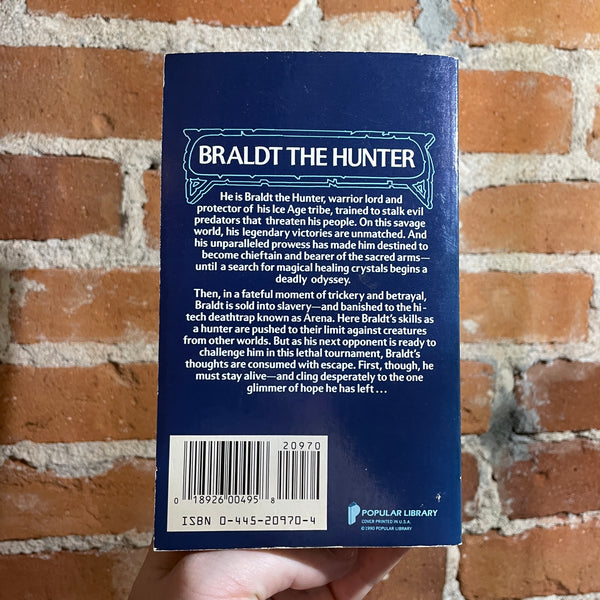 BRALDT THE HUNTER
He is Braldt the Hunter, warrior lord and
protector of his Ice Age tribe, trained to stalk evil
predators that threaten his people. On this savage
world, his legendary victories are unmatched. And
his unparalleled prowess has made him destined to
become chieftain and bearer of the sacred arms—
until a search for magical healing crystals begins a
deadly odyssey.
Then, in a fateful moment of trickery and betrayal,
Braldt is sold into slavery—and banished to the hi-
tech deathtrap known as Arena. Here Braldt's skills as
a hunter are pushed to their limit against creatures
from other worlds. But as his next opponent is ready to
challenge him in this lethal tournament, Braldt's
thoughts are consumed with escape. First, though, he
must stay alive—and cling desperately to the one
glimmer of hope he has left . . .
20970
0 18926 00495 8
ISBN 0-445-20970-4
POPULAR LIBRARY
COVER PRINTED IN U.S.A.
©1990 POPULAR LIBRARY